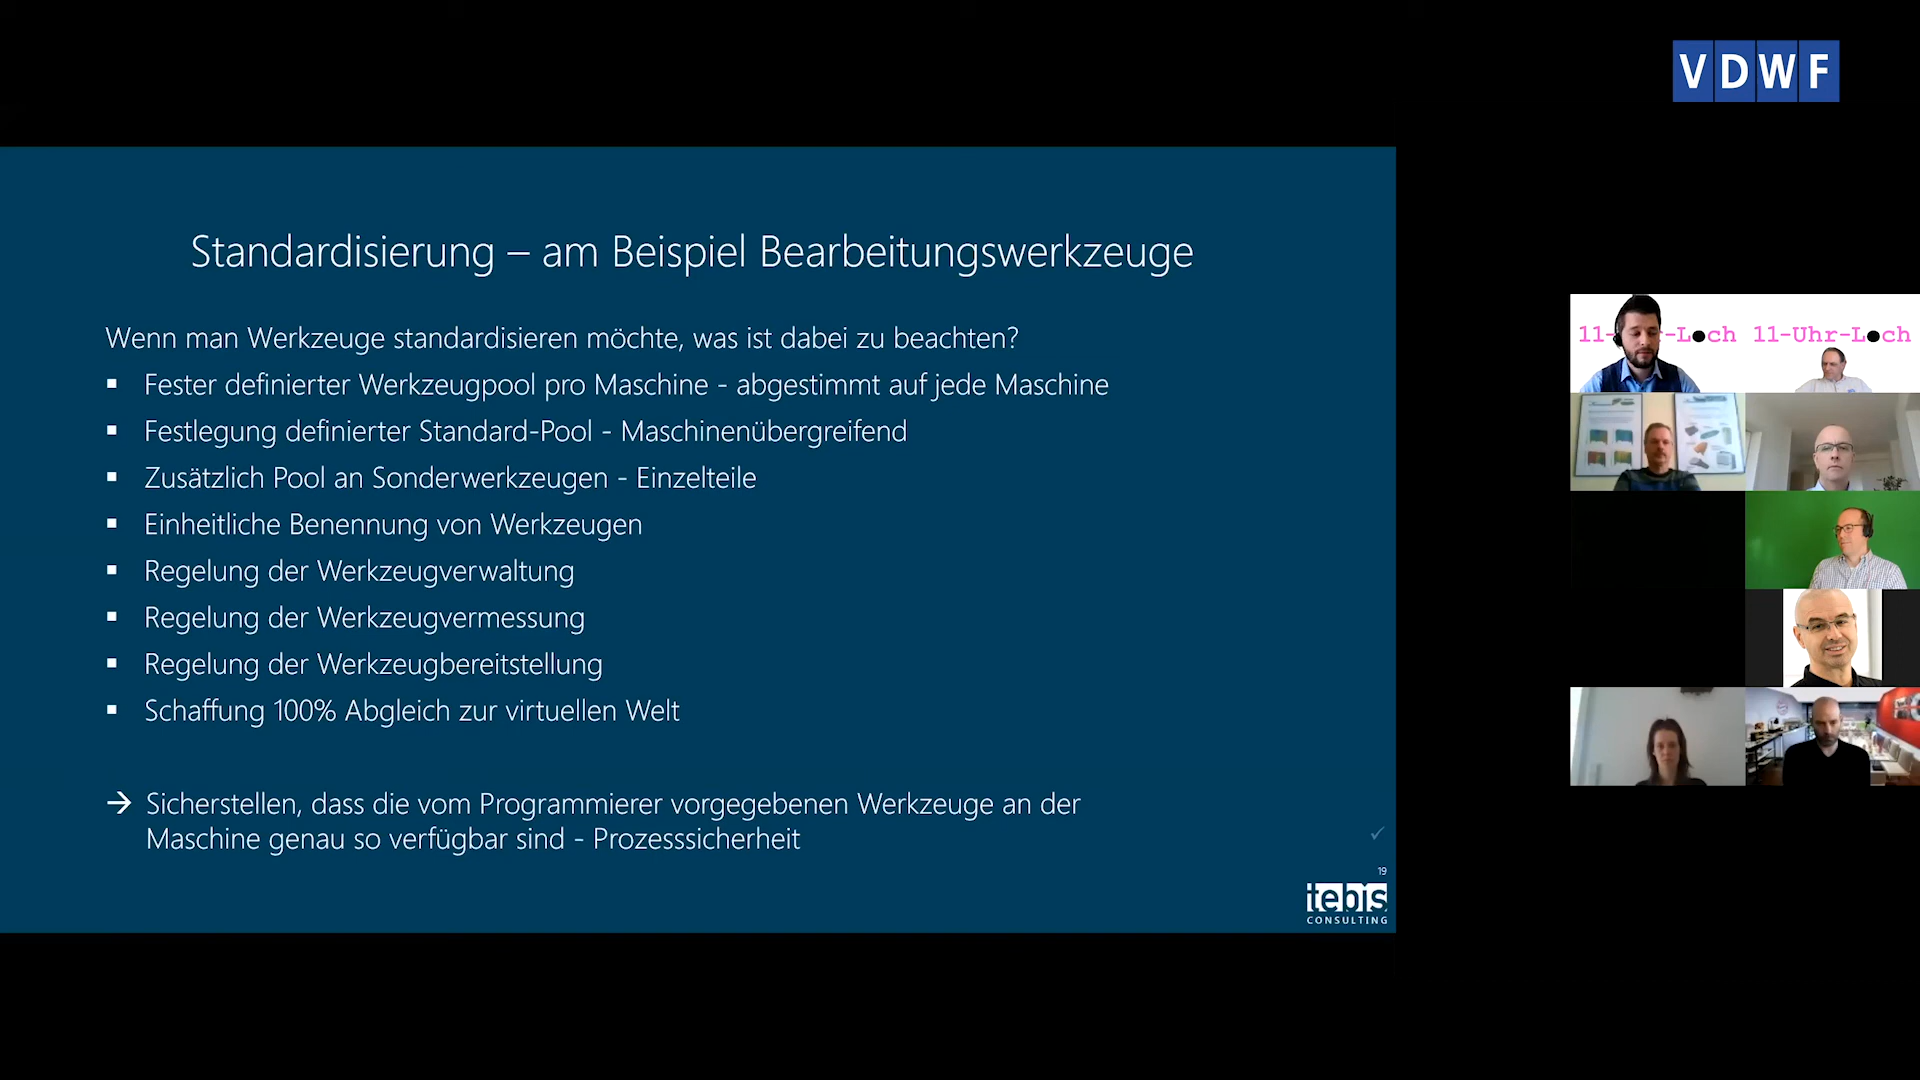 VDWF
Standardisierung – am Beispiel Bearbeitungswerkzeuge
Wenn man Werkzeuge standardisieren möchte, was ist dabei zu beachten?
▪ Fester definierter Werkzeugpool pro Maschine - abgestimmt auf jede Maschine
▪ Festlegung definierter Standard-Pool - Maschinenübergreifend
▪ Zusätzlich Pool an Sonderwerkzeugen - Einzelteile
▪ Einheitliche Benennung von Werkzeugen
▪ Regelung der Werkzeugverwaltung
▪ Regelung der Werkzeugvermessung
▪ Regelung der Werkzeugbereitstellung
▪ Schaffung 100% Abgleich zur virtuellen Welt
→ Sicherstellen, dass die vom Programmierer vorgegebenen Werkzeuge an der
Maschine genau so verfügbar sind - Prozesssicherheit
19
tebis
CONSULTING
11-Uhr-Loch